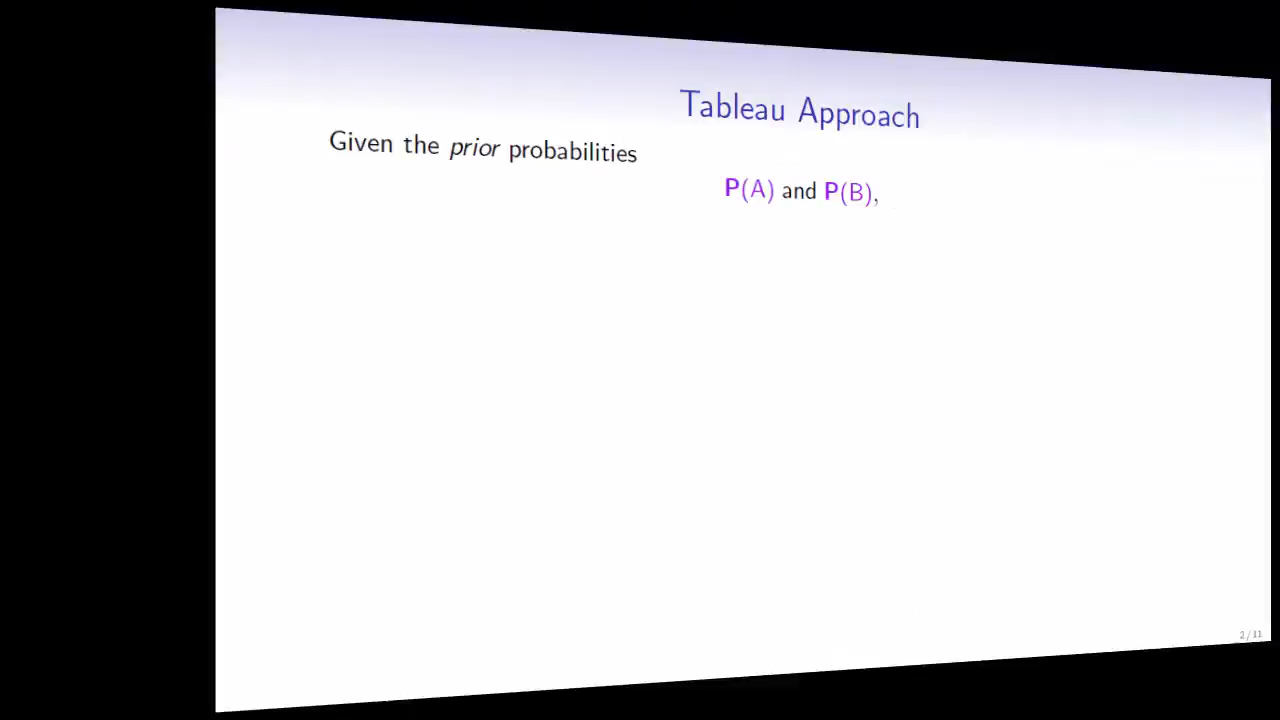 Tableau Approach
Given the prior probabilities
P(A) and P(B),
2/11